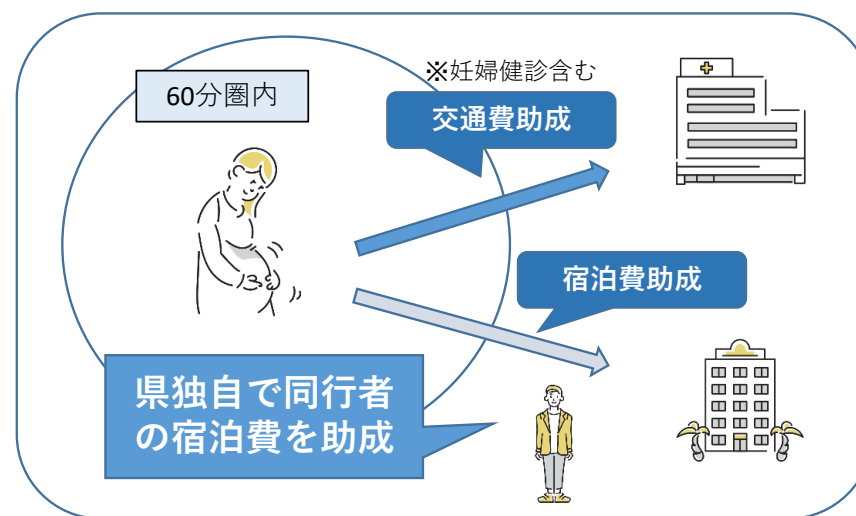 ※妊婦健診含む
60分圏内
交通費助成
宿泊費助成
県独自で同行者
の宿泊費を助成